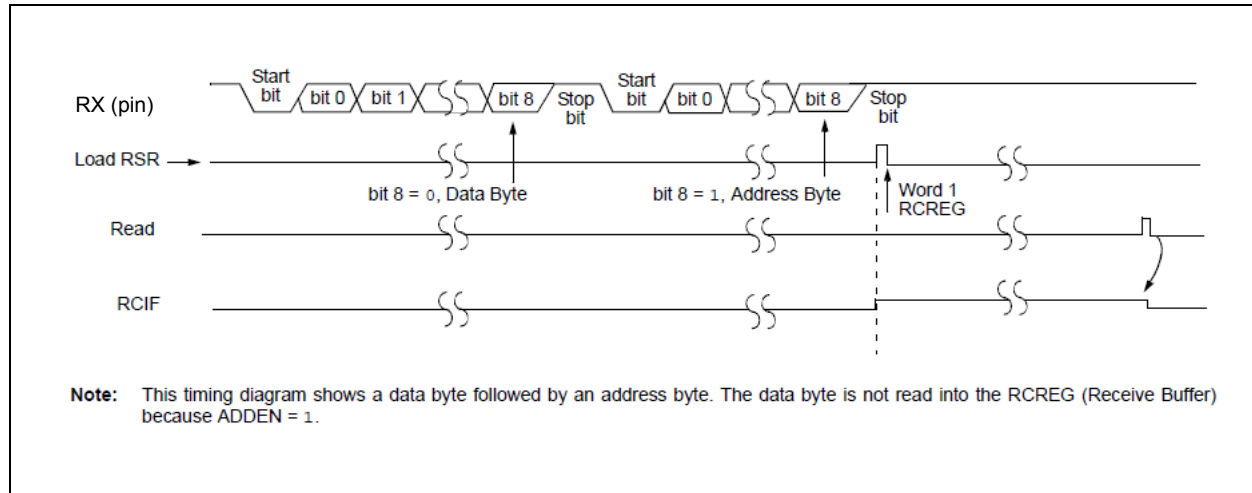 Start bit
bit 0
bit 1
bit 8
Stop bit
Start bit
bit 0
bit 8
Stop bit
RX (pin)
Load RSR
bit 8 = 0, Data Byte
bit 8 = 1, Address Byte
Word 1
RCREG
Read
RCIF
Note: This timing diagram shows a data byte followed by an address byte. The data byte is not read into the RCREG (Receive Buffer)
because ADDEN = 1.